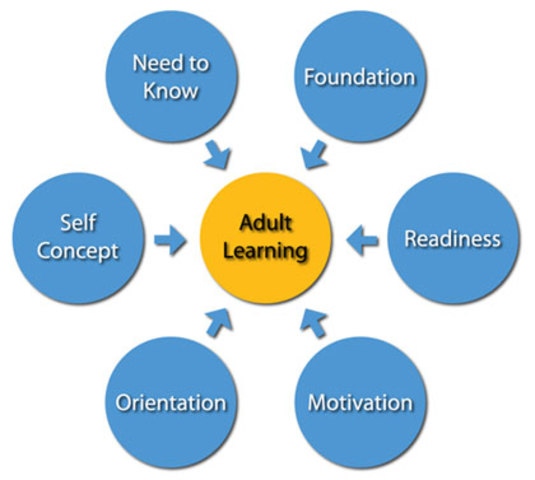 Need to
Know
Foundation
Self
Concept
Adult
Learning
Readiness
Orientation
Motivation